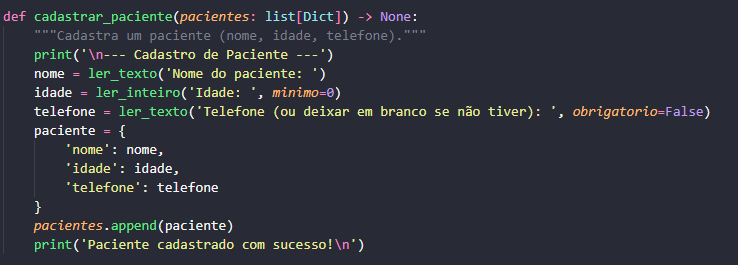 def cadastrar_paciente(pacientes: list[Dict]) -> None:
    """Cadastra um paciente (nome, idade, telefone)."""
    print('\n--- Cadastro de Paciente ---')
    nome = ler_texto('Nome do paciente: ')
    idade = ler_inteiro('Idade: ', minimo=0)
    telefone = ler_texto('Telefone (ou deixar em branco se não tiver): ', obrigatorio=False)
    paciente = {
        'nome': nome,
        'idade': idade,
        'telefone': telefone
    }
    pacientes.append(paciente)
    print('Paciente cadastrado com sucesso!\n')